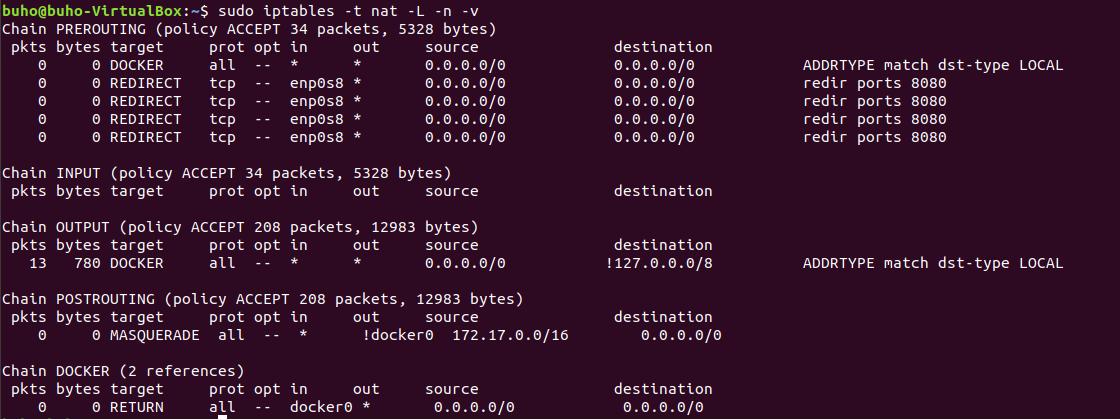 buho@buho-VirtualBox:~$ sudo iptables -t nat -L -n -v
Chain PREROUTING (policy ACCEPT 34 packets, 5328 bytes)
 pkts bytes target     prot opt in     out     source               destination
    0     0 DOCKER     all  --  *      *       0.0.0.0/0            0.0.0.0/0            ADDRTYPE match dst-type LOCAL
    0     0 REDIRECT   tcp  --  enp0s8 *       0.0.0.0/0            0.0.0.0/0            redir ports 8080
    0     0 REDIRECT   tcp  --  enp0s8 *       0.0.0.0/0            0.0.0.0/0            redir ports 8080
    0     0 REDIRECT   tcp  --  enp0s8 *       0.0.0.0/0            0.0.0.0/0            redir ports 8080
    0     0 REDIRECT   tcp  --  enp0s8 *       0.0.0.0/0            0.0.0.0/0            redir ports 8080
Chain INPUT (policy ACCEPT 34 packets, 5328 bytes)
 pkts bytes target     prot opt in     out     source               destination
Chain OUTPUT (policy ACCEPT 208 packets, 12983 bytes)
 pkts bytes target     prot opt in     out     source               destination
   13   780 DOCKER     all  --  *      *       0.0.0.0/0           !127.0.0.0/8          ADDRTYPE match dst-type LOCAL
Chain POSTROUTING (policy ACCEPT 208 packets, 12983 bytes)
 pkts bytes target     prot opt in     out     source               destination
    0     0 MASQUERADE  all  --  *      !docker0  172.17.0.0/16        0.0.0.0/0
Chain DOCKER (2 references)
 pkts bytes target     prot opt in     out     source               destination
    0     0 RETURN     all  --  docker0 *       0.0.0.0/0            0.0.0.0/0